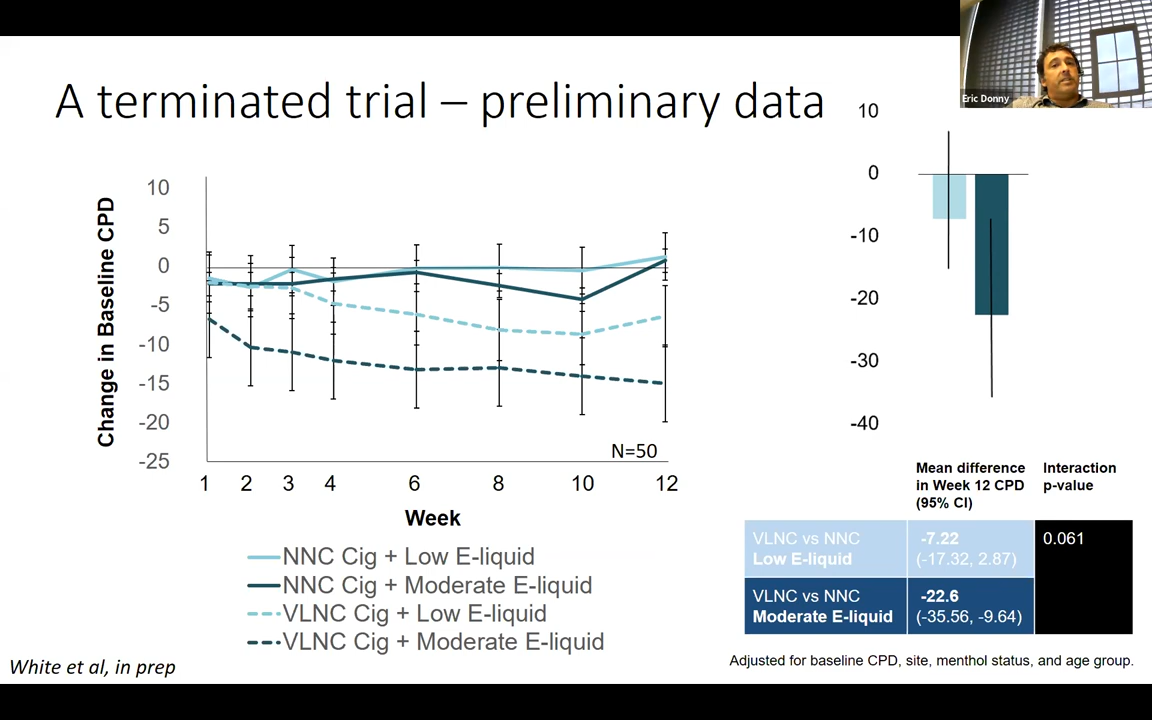 A terminated trial – preliminary data
Eric Donny
Change in Baseline CPD
10
5
0
-5
-10
-15
-20
-25
N=50
1 2 3 4 6 8 10 12
Week
NNC Cig + Low E-liquid
NNC Cig + Moderate E-liquid
VLNC Cig + Low E-liquid
VLNC Cig + Moderate E-liquid
White et al, in prep
10
0
-10
-20
-30
-40
Mean difference
in Week 12 CPD
(95% CI)
Interaction
p-value
VLNC vs NNC
Low E-liquid
-7.22
(-17.32, 2.87)
0.061
VLNC vs NNC
Moderate E-liquid
-22.6
(-35.56, -9.64)
Adjusted for baseline CPD, site, menthol status, and age group.